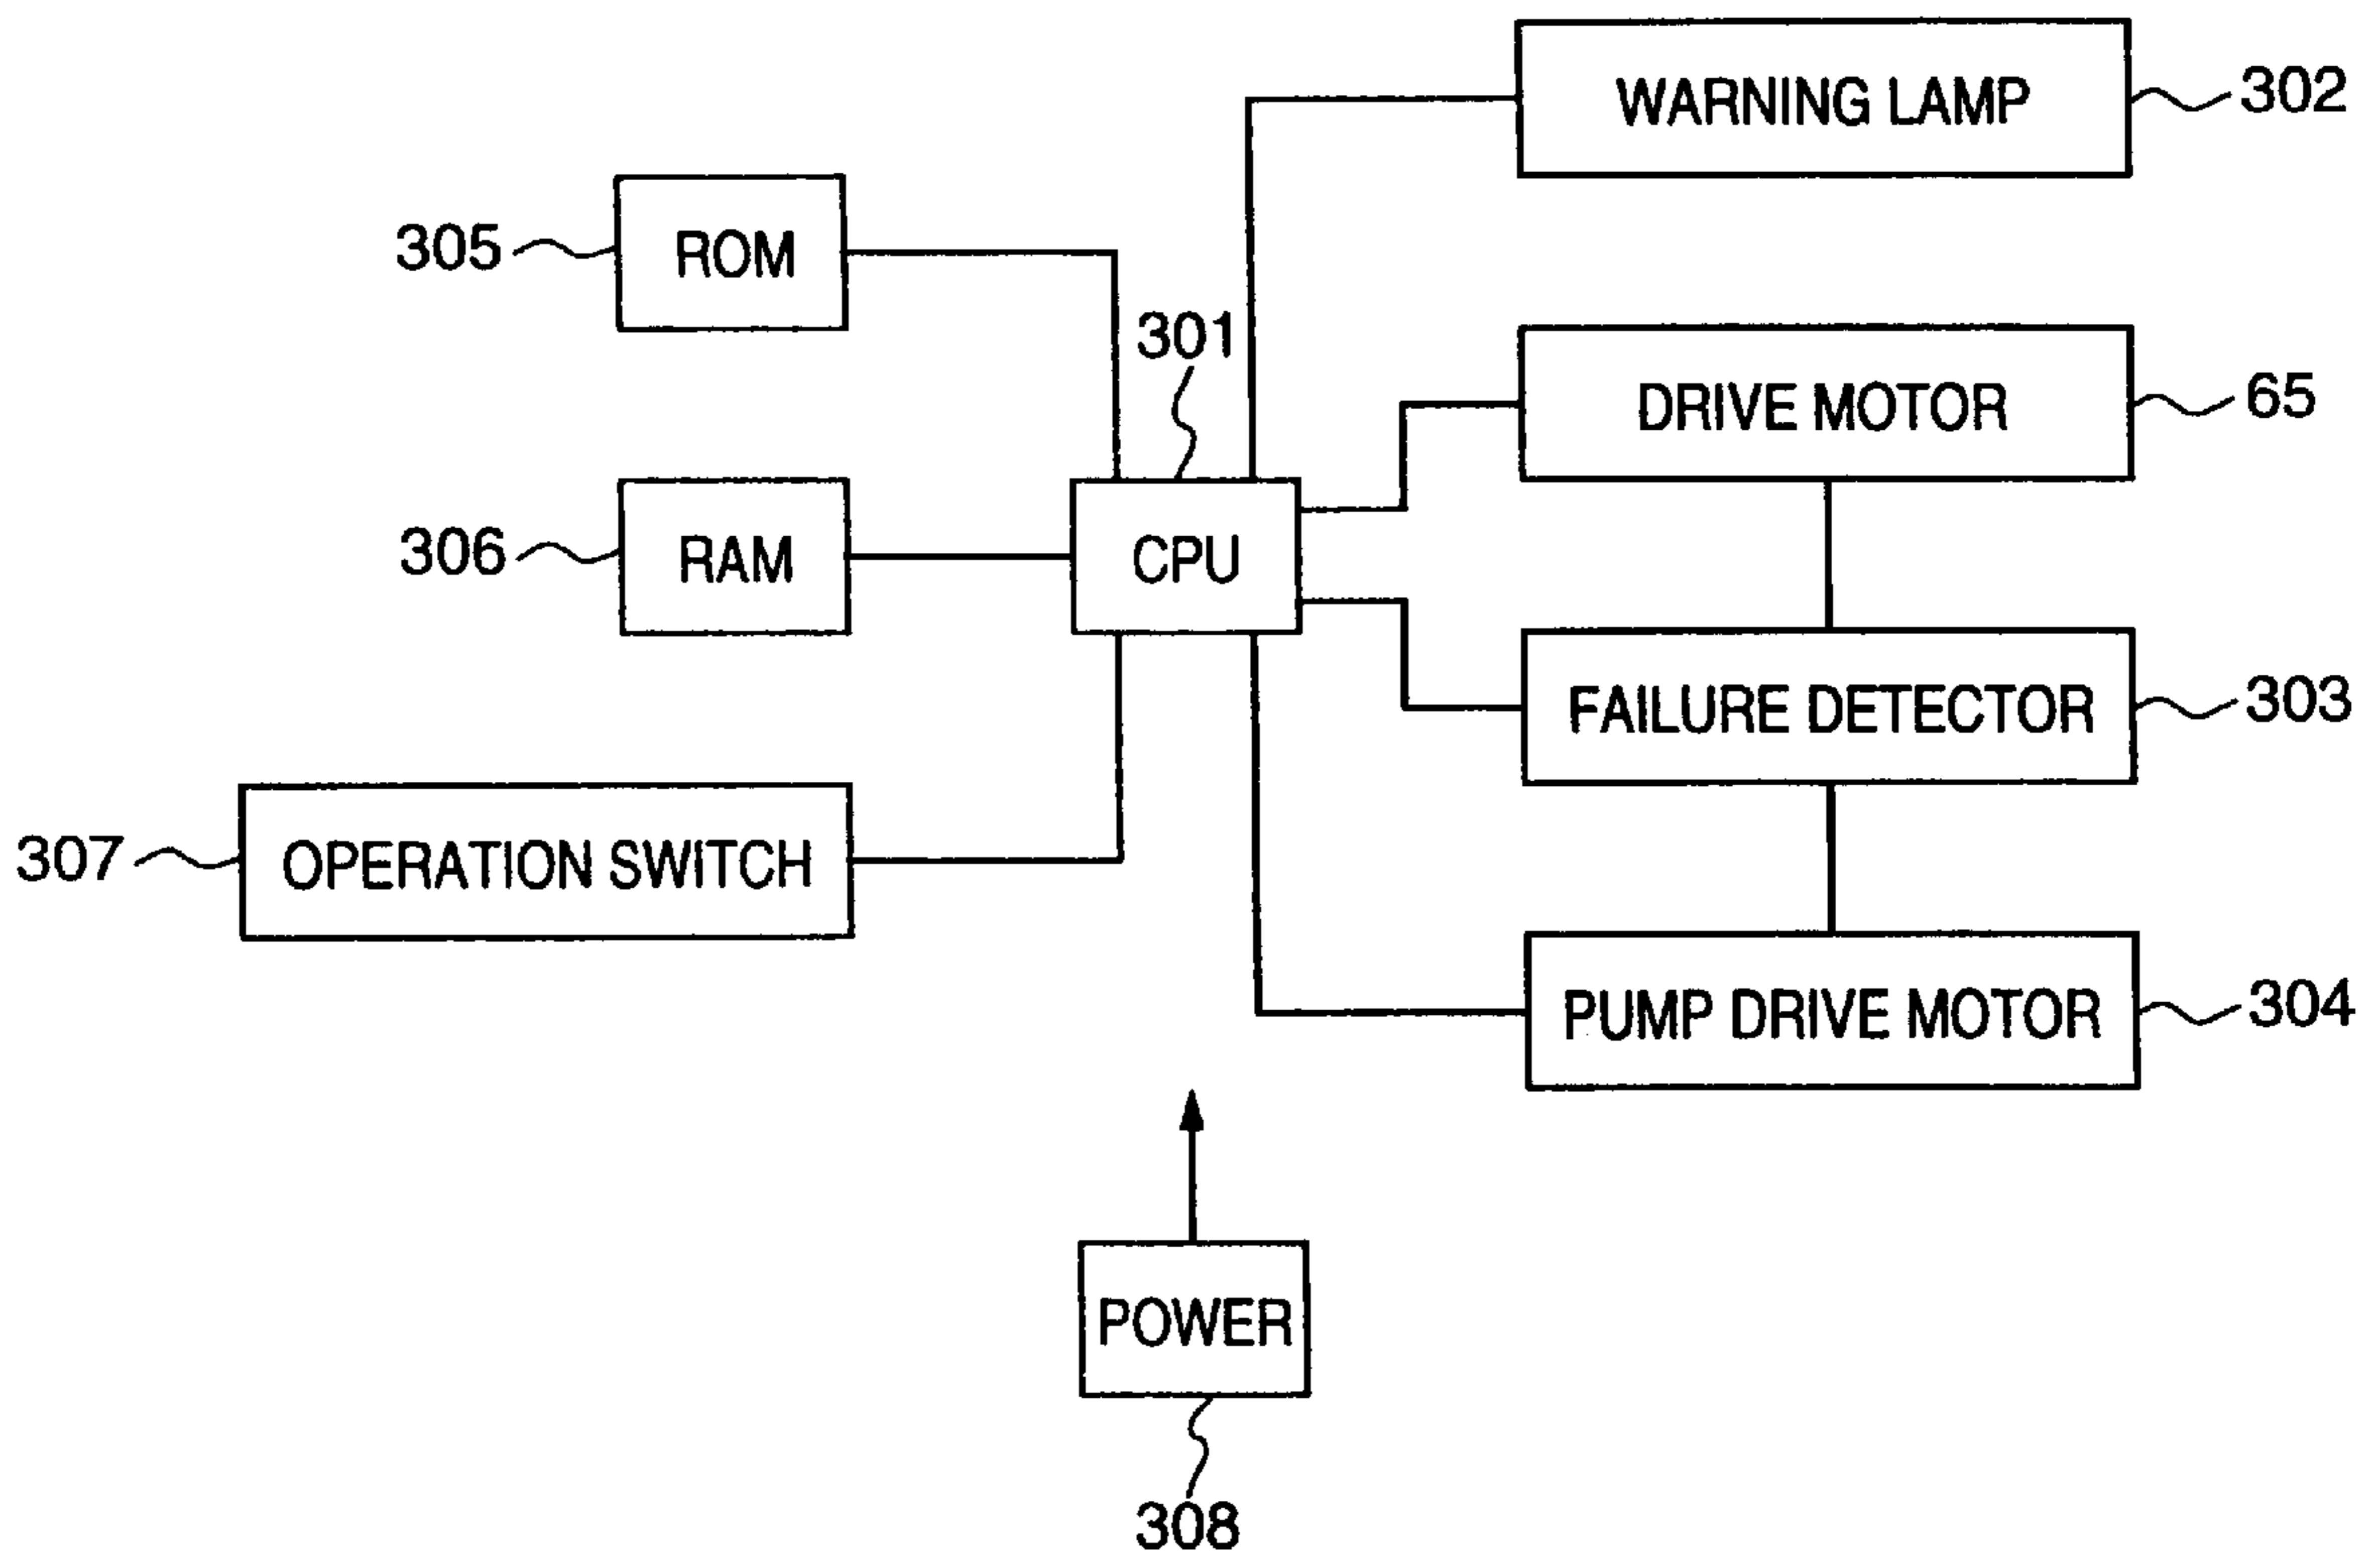 WARNING LAMP 302
305 ROM
301
DRIVE MOTOR 65
306 RAM
CPU
FAILURE DETECTOR 303
307 OPERATION SWITCH
PUMP DRIVE MOTOR 304
POWER
308